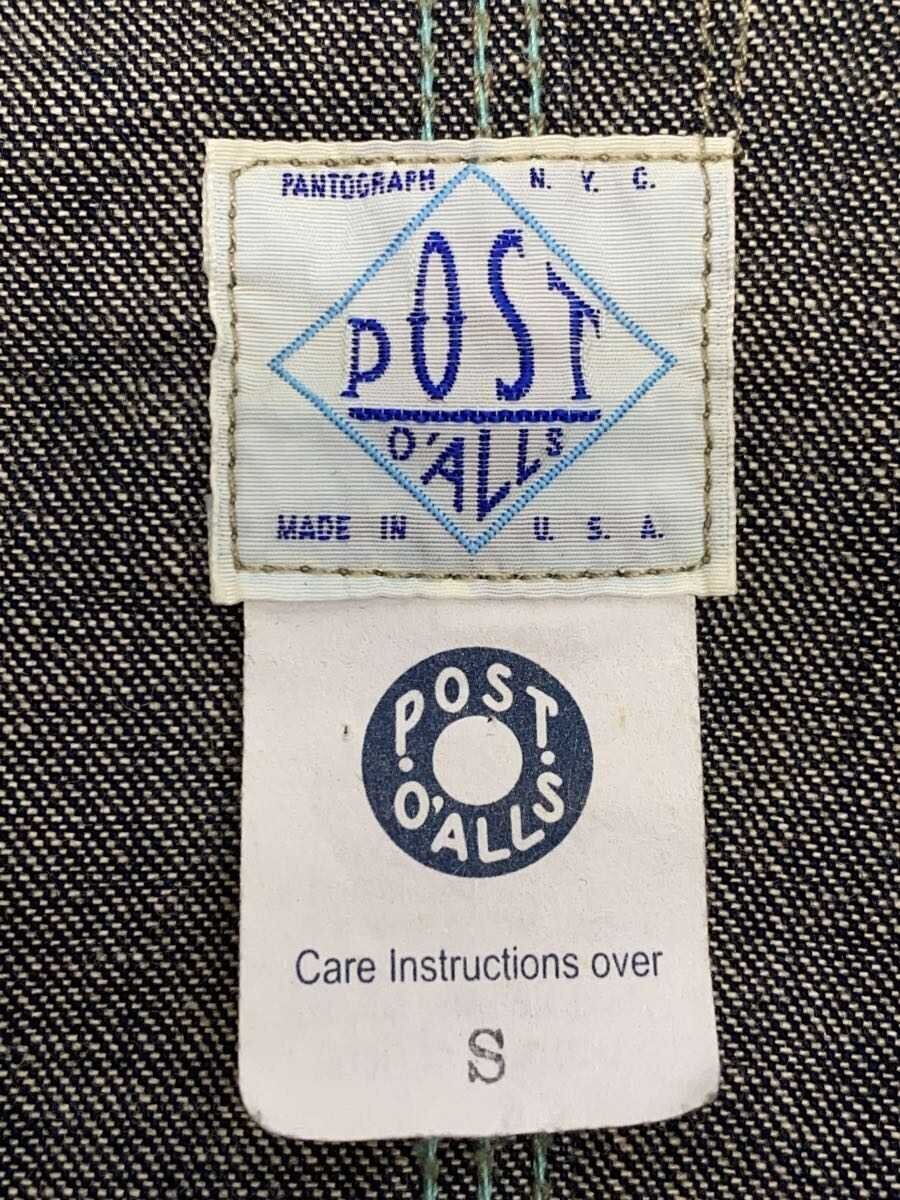 PANTOGRAPH N. Y. C.
POST
O'ALLS
MADE IN U. S. A.
POST
O'ALLS
Care Instructions over
S